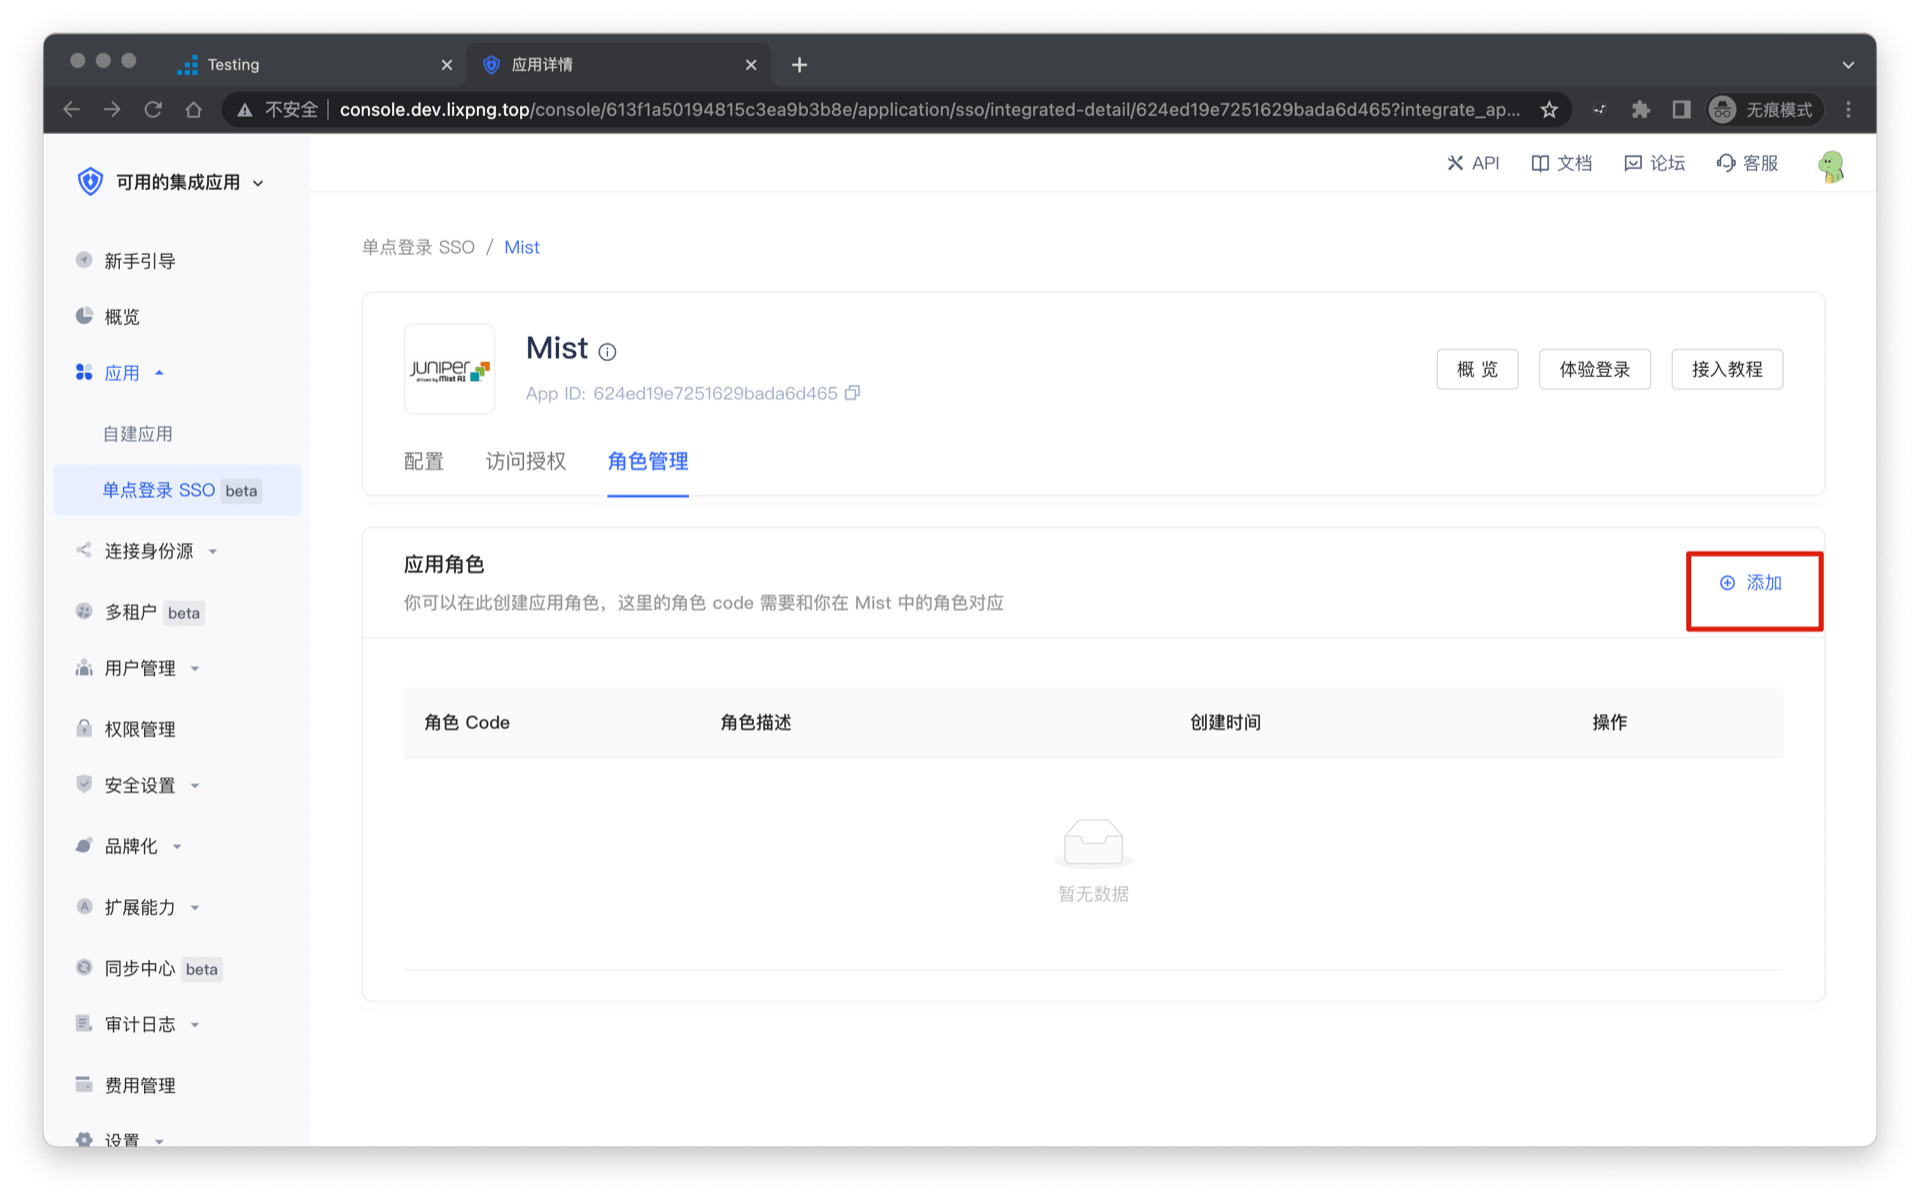 Testing
应用详情
不安全
console.dev.lixpng.top/console/613f1a50194815c3ea9b3b8e/application/sso/integrated-detail/624ed19e7251629bada6d465?integrate_ap...
无痕模式
可用的集成应用
API
文档
论坛
客服
新手引导
概览
应用
自建应用
单点登录 SSO beta
连接身份源
多租户 beta
用户管理
权限管理
安全设置
品牌化
扩展能力
同步中心 beta
审计日志
费用管理
设置
单点登录 SSO / Mist
JUNIPER
driven by Mist AI
Mist
App ID: 624ed19e7251629bada6d465
概 览
体验登录
接入教程
配置
访问授权
角色管理
应用角色
你可以在此创建应用角色，这里的角色 code 需要和你在 Mist 中的角色对应
添加
角色 Code
角色描述
创建时间
操作
暂无数据